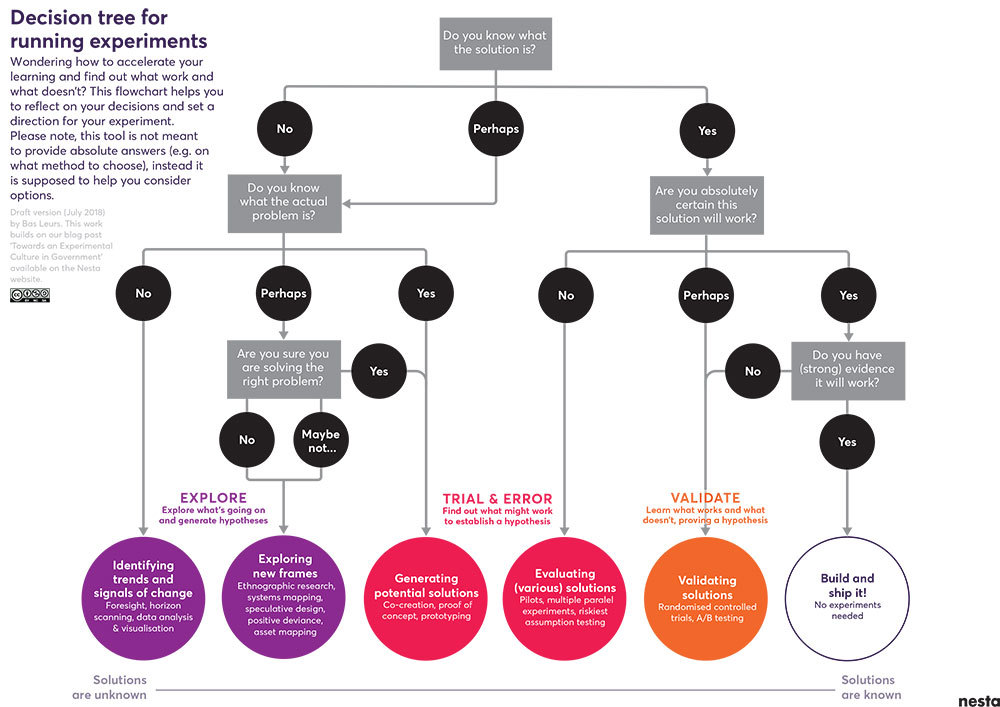 Decision tree for
running experiments
Wondering how to accelerate your
learning and find out what work and
what doesn't? This flowchart helps you
to reflect on your decisions and set a
direction for your experiment.
Please note, this tool is not meant
to provide absolute answers (e.g. on
what method to choose), instead it
is supposed to help you consider
options.
Draft version (July 2018)
by Bas Leurs. This work
builds on our blog post
'Towards an Experimental
Culture in Government'
available on the Nesta
website.
Do you know what
the solution is?
No
Perhaps
Yes
Do you know
what the actual
problem is?
Are you absolutely
certain this
solution will work?
No
Perhaps
Yes
No
Perhaps
Yes
Are you sure you
are solving the
right problem?
Yes
No
Do you have
(strong) evidence
it will work?
No
Maybe
not...
Yes
EXPLORE
Explore what's going on
and generate hypotheses
TRIAL & ERROR
Find out what might work
to establish a hypothesis
VALIDATE
Learn what works and what
doesn't, proving a hypothesis
Identifying
trends and
signals of change
Foresight, horizon
scanning, data analysis
& visualisation
Exploring
new frames
Ethnographic research,
systems mapping,
speculative design,
positive deviance,
asset mapping
Generating
potential solutions
Co-creation, proof of
concept, prototyping
Evaluating
(various) solutions
Pilots, multiple paralel
experiments, riskiest
assumption testing
Validating
solutions
Randomised controlled
trials, A/B testing
Build and
ship it!
No experiments
needed
Solutions
are unknown
Solutions
are known
nesta